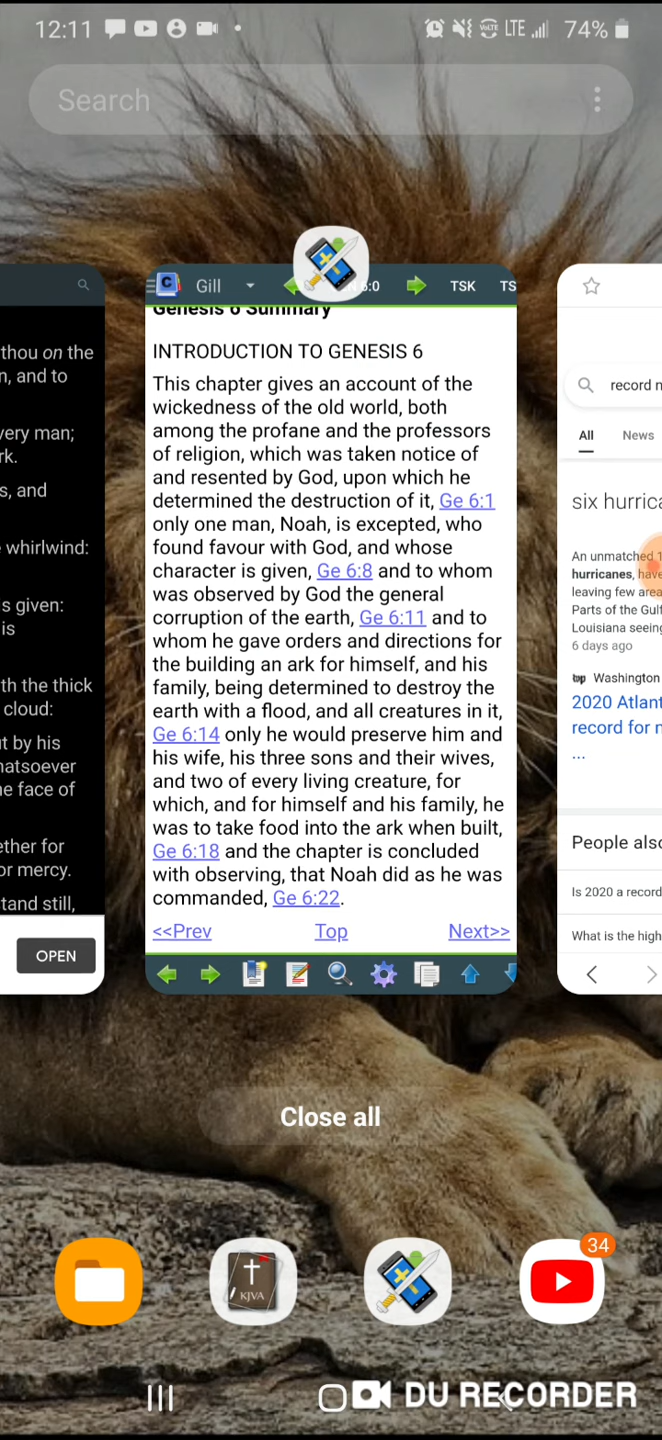 12:11
LTE
74%
Search
Gill
6:0
TSK
TS
Genesis 6 Summary
INTRODUCTION TO GENESIS 6
This chapter gives an account of the
wickedness of the old world, both
among the profane and the professors
of religion, which was taken notice of
and resented by God, upon which he
determined the destruction of it, Ge 6:1
only one man, Noah, is excepted, who
found favour with God, and whose
character is given, Ge 6:8 and to whom
was observed by God the general
corruption of the earth, Ge 6:11 and to
whom he gave orders and directions for
the building an ark for himself, and his
family, being determined to destroy the
earth with a flood, and all creatures in it,
Ge 6:14 only he would preserve him and
his wife, his three sons and their wives,
and two of every living creature, for
which, and for himself and his family, he
was to take food into the ark when built,
Ge 6:18 and the chapter is concluded
with observing, that Noah did as he was
commanded, Ge 6:22.
<<Prev Top Next>>
thou on the
n, and to
very man;
rk.
s, and
whirlwind:
s given:
is
th the thick
cloud:
t by his
hatsoever
ne face of
ether for
or mercy.
tand still,
OPEN
record n
All News
six hurrica
An unmatched 1
hurricanes, have
leaving few area
Parts of the Gulf
Louisiana seeing
6 days ago
wp Washington
2020 Atlant
record for n
...
People also
Is 2020 a record
What is the high
Close all
KJVA
34
DU RECORDER